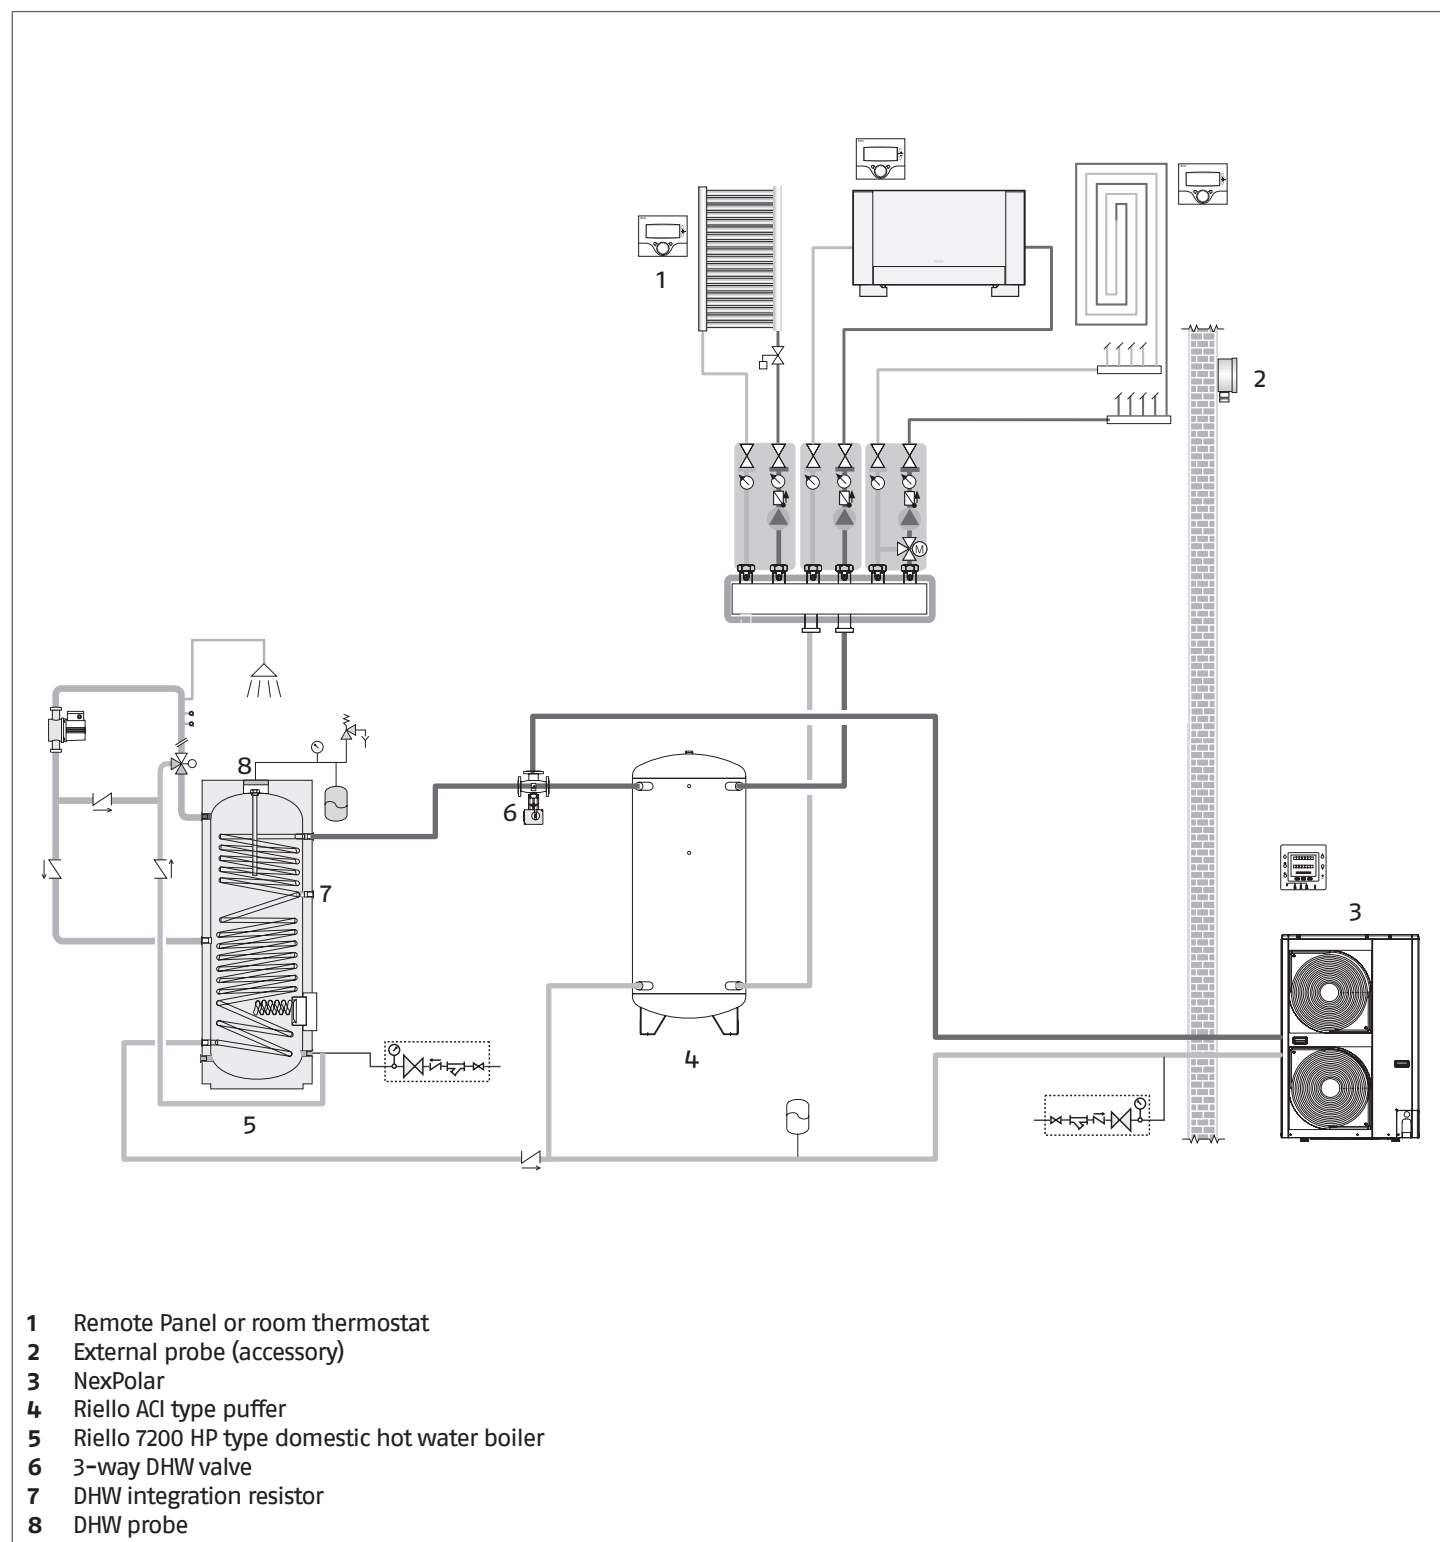 1
2
M
8
6
7
3
4
5
1 Remote Panel or room thermostat
2 External probe (accessory)
3 NexPolar
4 Riello ACI type puffer
5 Riello 7200 HP type domestic hot water boiler
6 3-way DHW valve
7 DHW integration resistor
8 DHW probe